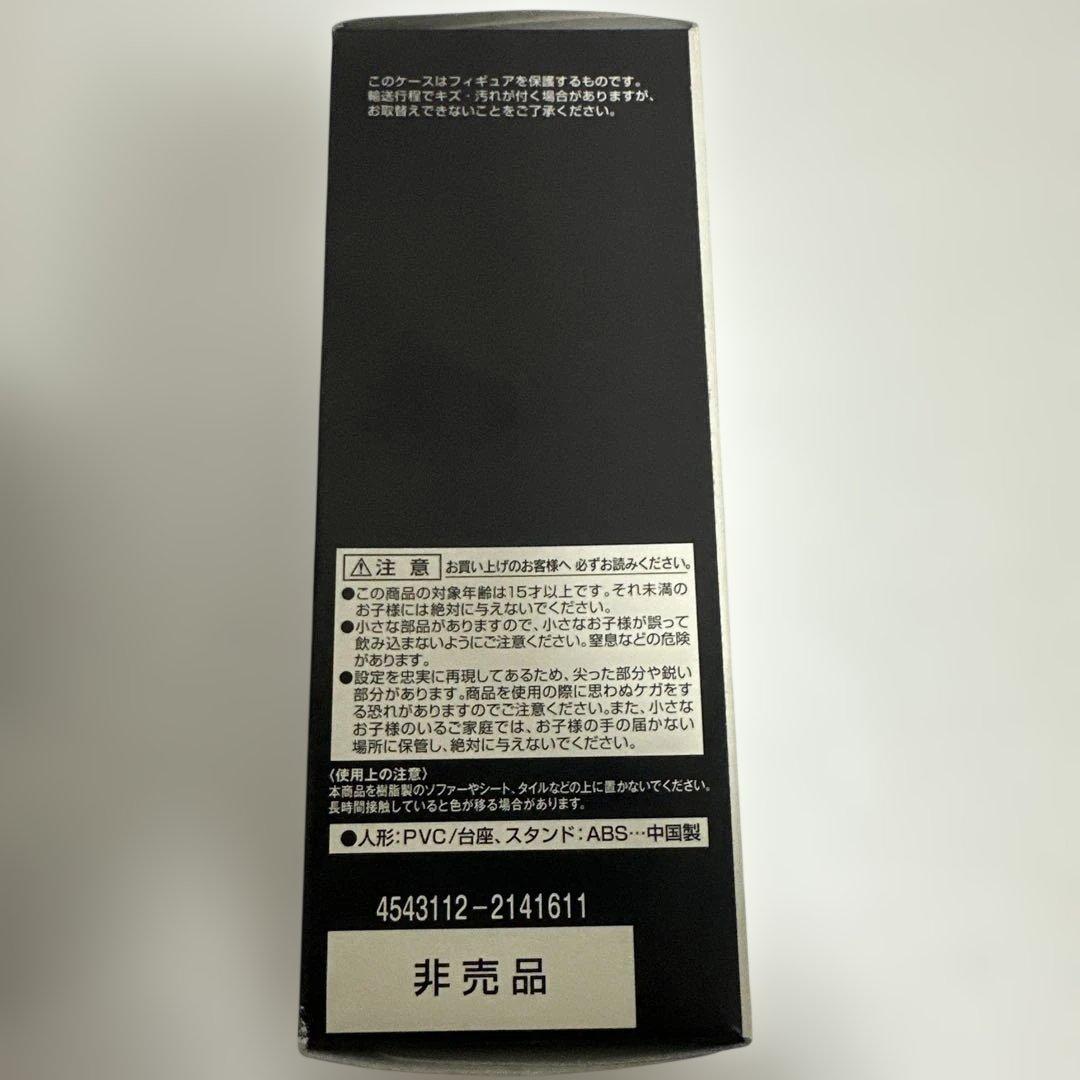 このケースはフィギュアを保護するものです。
輸送行程でキズ・汚れが付く場合がありますが、
お取替えできないことをご了承ください。
⚠注意 お買い上げのお客様へ 必ずお読みください。
●この商品の対象年齢は15才以上です。それ未満の
お子様には絶対に与えないでください。
●小さな部品がありますので、小さなお子様が誤って
飲み込まないようにご注意ください。窒息などの危険
があります。
●設定を忠実に再現してあるため、尖った部分や鋭い
部分があります。商品を使用の際に思わぬケガをす
る恐れがありますのでご注意ください。また、小さな
お子様のいるご家庭では、お子様の手の届かない
場所に保管し、絶対に与えないでください。
〈使用上の注意〉
本商品を樹脂製のソファーやシート、タイルなどの上に置かないでください。
長時間接触していると色が移る場合があります。
●人形:PVC/台座、スタンド:ABS…中国製
4543112-2141611
非売品